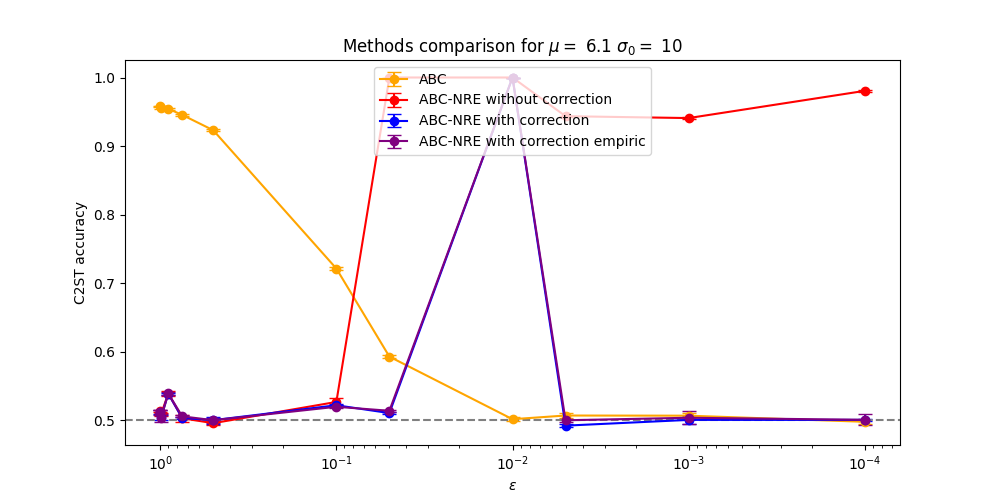 Methods comparison for μ = 6.1 σ₀ = 10
ABC
ABC-NRE without correction
ABC-NRE with correction
ABC-NRE with correction empiric
C2ST accuracy
1.0
0.9
0.8
0.7
0.6
0.5
10⁰ 10⁻¹ 10⁻² 10⁻³ 10⁻⁴
ε